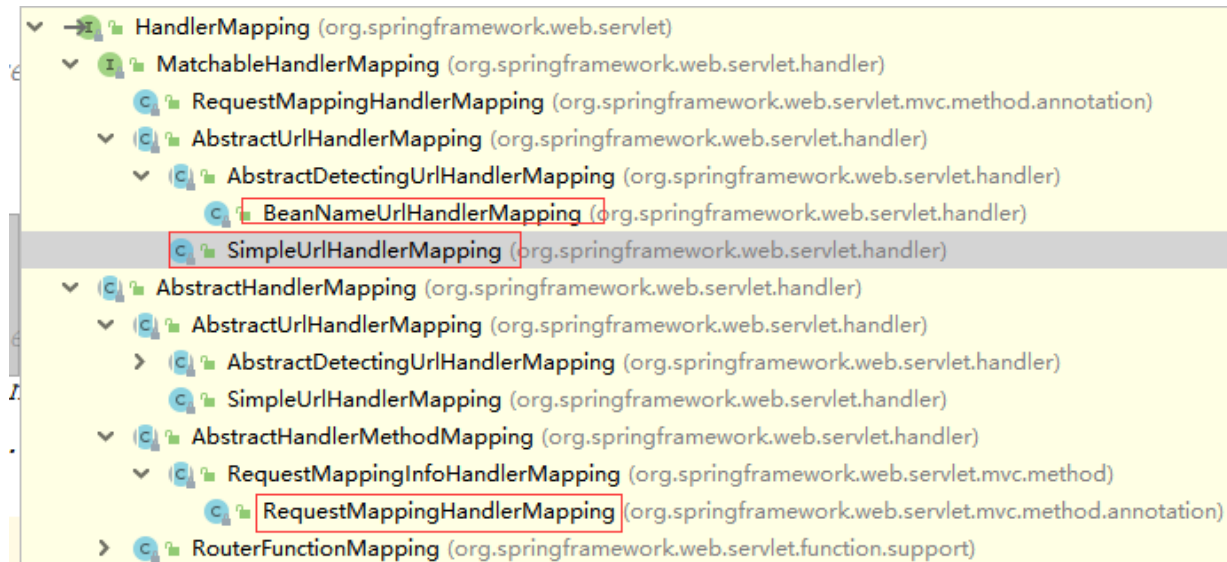 HandlerMapping (org.springframework.web.servlet)
MatchableHandlerMapping (org.springframework.web.servlet.handler)
RequestMappingHandlerMapping (org.springframework.web.servlet.mvc.method.annotation)
AbstractUrlHandlerMapping (org.springframework.web.servlet.handler)
AbstractDetectingUrlHandlerMapping (org.springframework.web.servlet.handler)
BeanNameUrlHandlerMapping (org.springframework.web.servlet.handler)
SimpleUrlHandlerMapping (org.springframework.web.servlet.handler)
AbstractHandlerMapping (org.springframework.web.servlet.handler)
AbstractUrlHandlerMapping (org.springframework.web.servlet.handler)
AbstractDetectingUrlHandlerMapping (org.springframework.web.servlet.handler)
SimpleUrlHandlerMapping (org.springframework.web.servlet.handler)
AbstractHandlerMethodMapping (org.springframework.web.servlet.handler)
RequestMappingInfoHandlerMapping (org.springframework.web.servlet.mvc.method)
RequestMappingHandlerMapping (org.springframework.web.servlet.mvc.method.annotation)
RouterFunctionMapping (org.springframework.web.servlet.function.support)